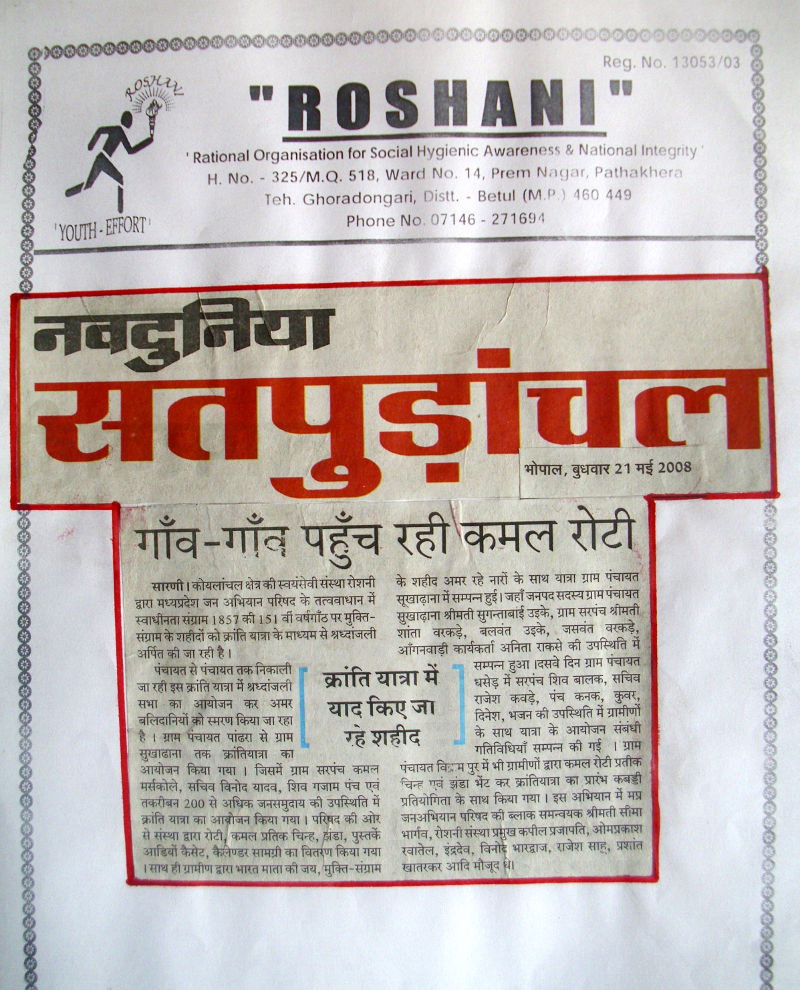 Reg. No. 13053/03
ROSHANI
"ROSHANI"
'Rational Organisation for Social Hygienic Awareness & National Integrity'
H. No. - 325/M.Q. 518, Ward No. 14, Prem Nagar, Pathakhera
Teh. Ghoradongari, Distt. - Betul (M.P.) 460 449
Phone No. 07146 - 271694
'YOUTH-EFFORT'
नवदुनिया
सतपुड़ांचल
भोपाल, बुधवार 21 मई 2008
गाँव-गाँव पहुँच रही कमल रोटी
सारणी। कोयलांचल क्षेत्र की स्वयंसेवी संस्था रोशनी
द्वारा मध्यप्रदेश जन अभियान परिषद के तत्ववाधान में
स्वाधीनता संग्राम 1857 की 151 वीं वर्षगाँठ पर मुक्ति-
संग्राम के शहीदों को क्रांति यात्रा के माध्यम से श्रध्दांजली
अर्पित की जा रही है।
पंचायत से पंचायत तक निकाली
जा रही इस क्रांति यात्रा में श्रध्दांजली
सभा का आयोजन कर अमर
बलिदानियों को स्मरण किया जा रहा
है। ग्राम पंचायत पांढरा से ग्राम
सुखाढाना तक क्रांतियात्रा का
आयोजन किया गया। जिसमें ग्राम सरपंच कमल
मर्सकोले, सचिव विनोद यादव, शिव गजाम पंच एवं
तकरीबन 200 से अधिक जनसमुदाय की उपस्थिति में
क्रांति यात्रा का आयोजन किया गया। परिषद की ओर
से संस्था द्वारा रोटी, कमल प्रतिक चिन्ह, झंडा, पुस्तकें
आडियों कैसेट, कैलेण्डर सामग्री का वितरण किया गया
। साथ ही ग्रामीण द्वारा भारत माता की जय, मुक्ति-संग्राम
क्रांति यात्रा में
याद किए जा
रहे शहीद
के शहीद अमर रहे नारों के साथ यात्रा ग्राम पंचायत
सूखाढ़ाना में सम्पन्न हुई। जहाँ जनपद सदस्य ग्राम पंचायत
सुखाढ़ाना श्रीमती सुगन्ताबाई उइके, ग्राम सरपंच श्रीमती
शांता वरकड़े, बलवंत उइके, जसवंत वरकड़े,
आँगनवाड़ी कार्यकर्ता अनिता राकसे की उपस्थिति में
सम्पन्न हुआ।दसवे दिन ग्राम पंचायत
धसेड़ में सरपंच शिव बालक, सचिव
राजेश कवड़े, पंच कनक, कुवर,
दिनेश, भजन की उपस्थिति में ग्रामीणों
के साथ यात्रा के आयोजन संबंधी
गतिविधियाँ सम्पन्न की गई । ग्राम
पंचायत पुर में भी ग्रामीणों द्वारा कमल रोटी प्रतीक
चिन्ह एवं झंडा भेंट कर क्रांतियात्रा का प्रारंभ कबड्डी
प्रतियोगिता के साथ किया गया। इस अभियान में मप्र
जनअभियान परिषद की ब्लाक समन्वयक श्रीमती सीमा
भार्गव, रोशनी संस्था प्रमुख कपील प्रजापति, ओमप्रकाश
रवातेल, इंद्रदेव, विनोद भारद्वाज, राजेश साहू, प्रशांत
खातरकर आदि मौजूद थे।